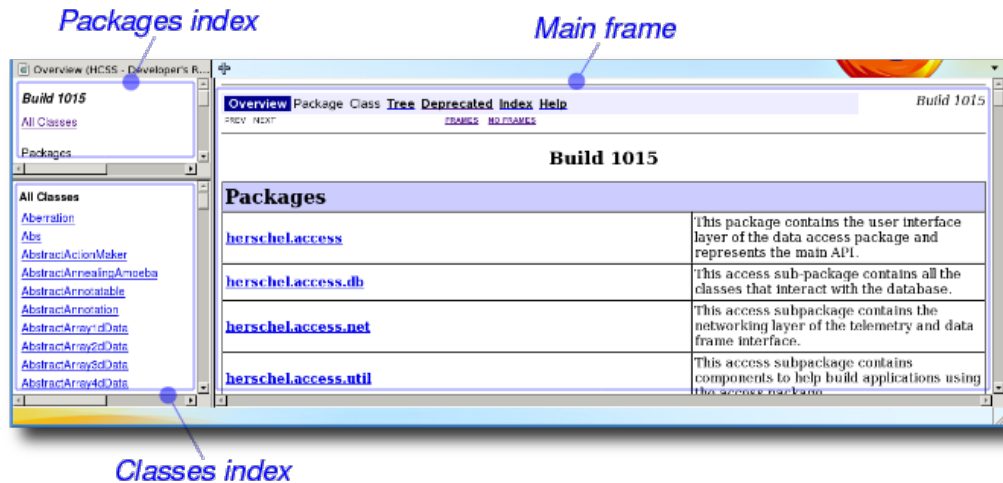 Packages index
Main frame
Overview (HCSS - Developer's R...
Build 1015
All Classes
Packages
Overview Package Class Tree Deprecated Index Help
Build 1015
PREV NEXT
FRAMES NO FRAMES
Build 1015
Packages
herschel.access
This package contains the user interface
layer of the data access package and
represents the main API.
herschel.access.db
This access sub-package contains all the
classes that interact with the database.
herschel.access.net
This access subpackage contains the
networking layer of the telemetry and data
frame interface.
herschel.access.util
This access subpackage contains
components to help build applications using
the access package
All Classes
Aberration
Abs
AbstractActionMaker
AbstractAnnealingAmoeba
AbstractAnnotatable
AbstractAnnotation
AbstractArray1dData
AbstractArray2dData
AbstractArray3dData
AbstractArray4dData
Classes index